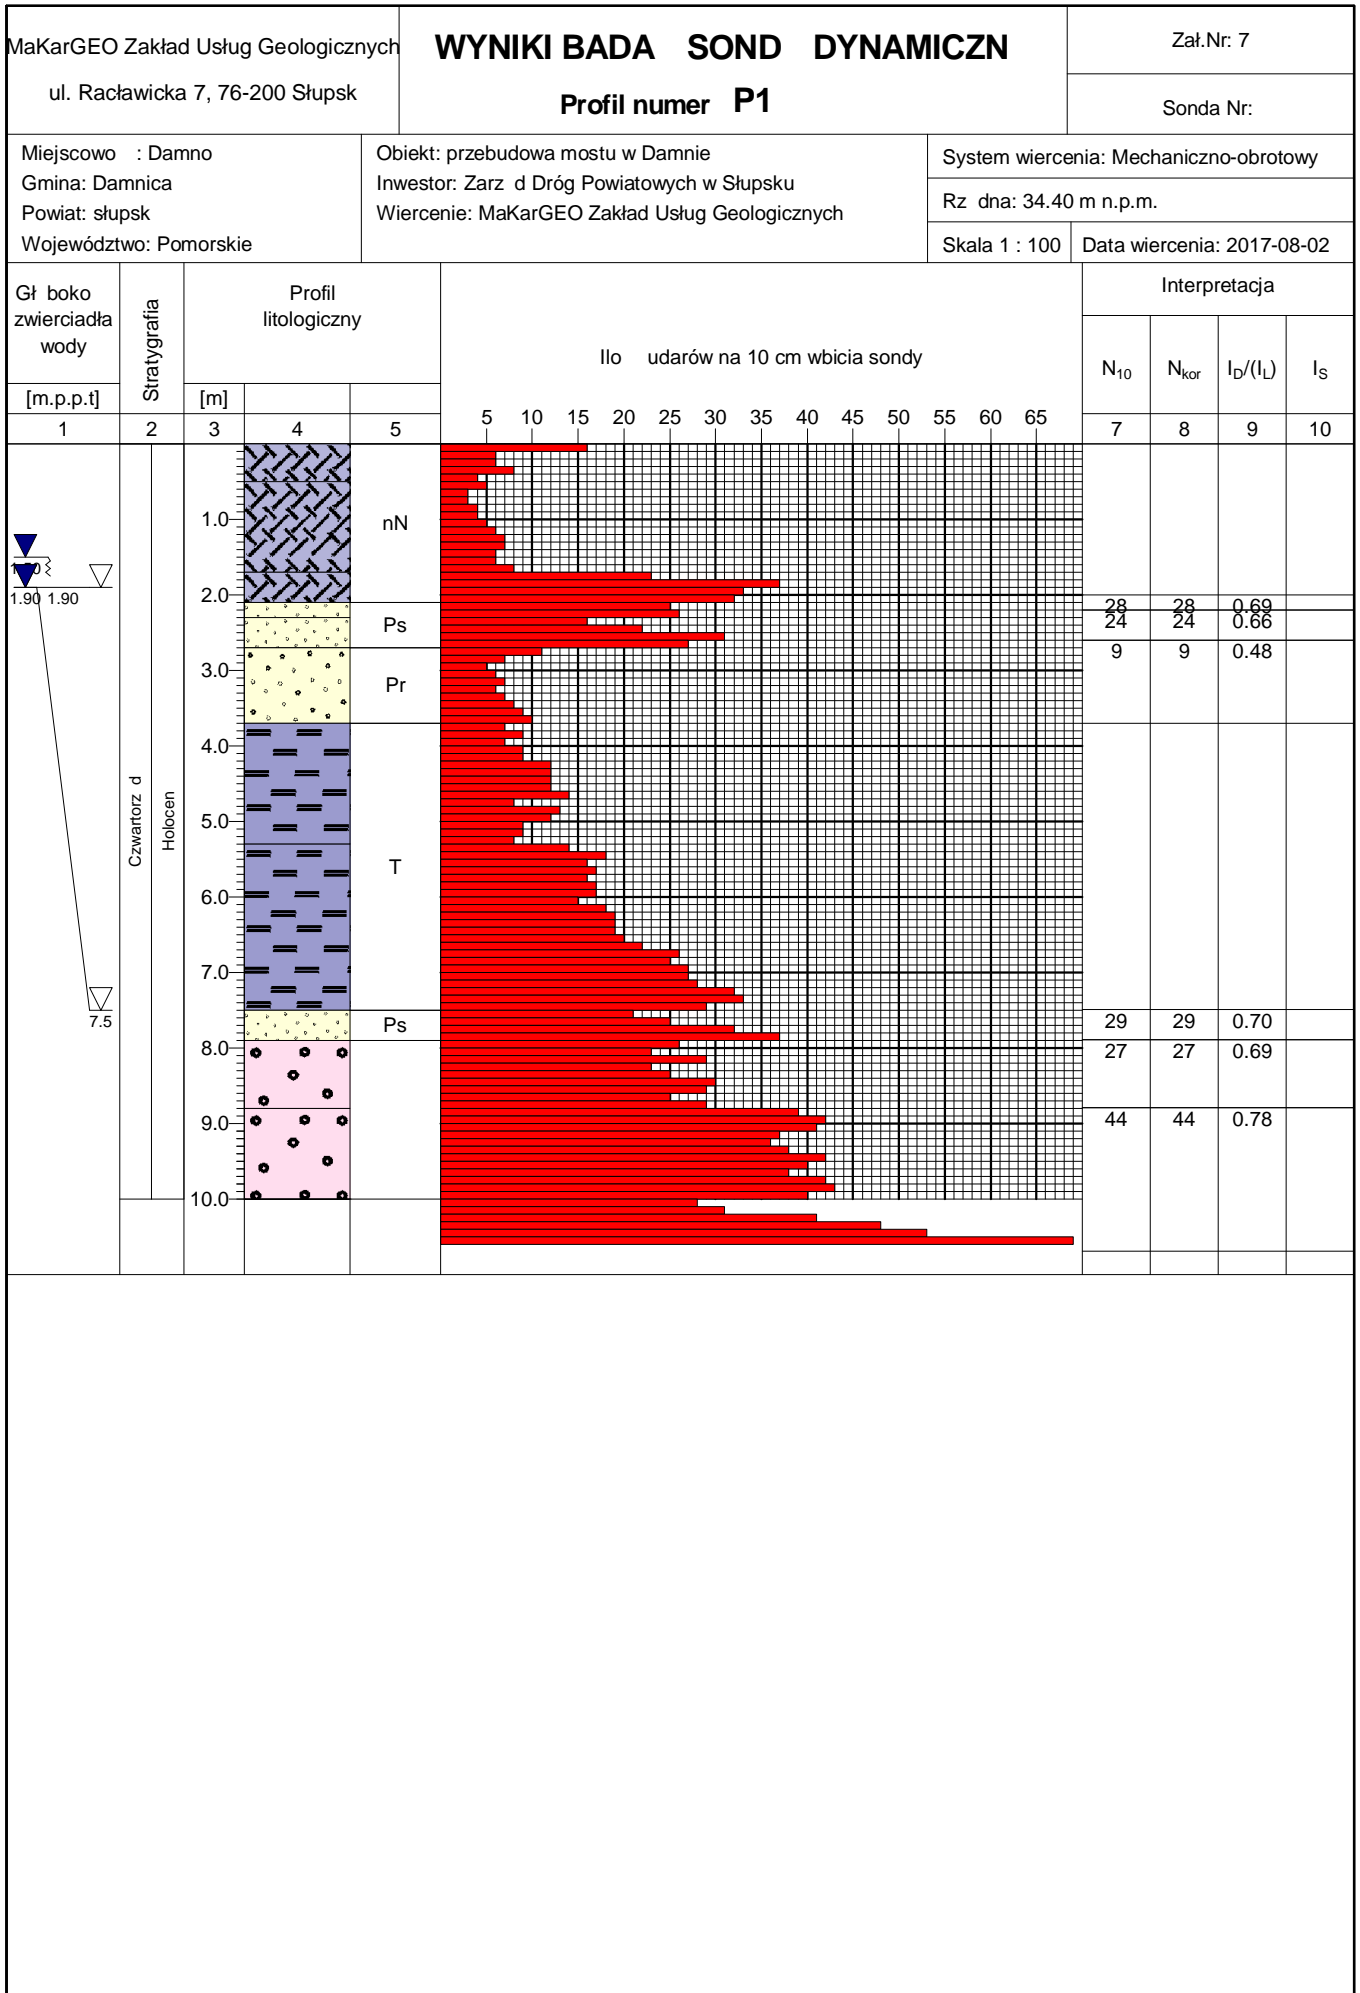 MaKarGEO Zakład Usług Geologicznych
ul. Racławicka 7, 76-200 Słupsk
WYNIKI BADA SOND DYNAMICZN
Profil numer P1
Zał.Nr: 7
Sonda Nr:
Miejscowo : Damno
Gmina: Damnica
Powiat: słupsk
Województwo: Pomorskie
Obiekt: przebudowa mostu w Damnie
Inwestor: Zarz d Dróg Powiatowych w Słupsku
Wiercenie: MaKarGEO Zakład Usług Geologicznych
System wiercenia: Mechaniczno-obrotowy
Rz dna: 34.40 m n.p.m.
Skala 1 : 100
Data wiercenia: 2017-08-02
Gł boko
zwierciadła
wody
[m.p.p.t]
Stratygrafia
Profil
litologiczny
[m]
Ilo udarów na 10 cm wbicia sondy
Interpretacja
N10 Nkor ID/(IL) IS
5 10 15 20 25 30 35 40 45 50 55 60 65
1 2 3 4 5 7 8 9 10
1.0
nN
1.90 1.90
2.0
28 28 0.69
Ps
24 24 0.66
9 9 0.48
3.0
Pr
4.0
Czwartorz d
Holocen
5.0
T
6.0
7.0
7.5
Ps
29 29 0.70
8.0
27 27 0.69
9.0
44 44 0.78
10.0